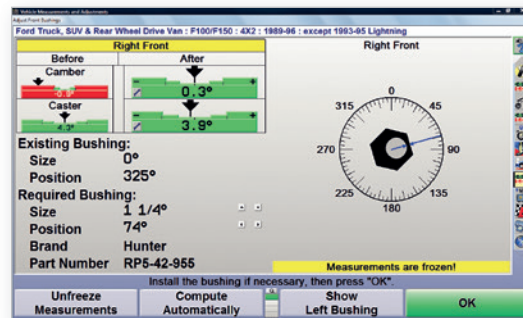 Vehicle Measurements and Adjustments
Adjust Front Bushings
Ford Truck, SUV & Rear Wheel Drive Van : F100/F150 : 4X2 : 1989-96 : except 1993-95 Lightning
Right Front
Before After
Camber
0.3°
Caster
4.3° 3.9°
Existing Bushing:
Size 0°
Position 325°
Required Bushing:
Size 1 1/4°
Position 74°
Brand Hunter
Part Number RP5-42-955
Right Front
0
315 45
270 90
225 135
180
Measurements are frozen!
Install the bushing if necessary, then press "OK".
Unfreeze Measurements
Compute Automatically
Show Left Bushing
OK